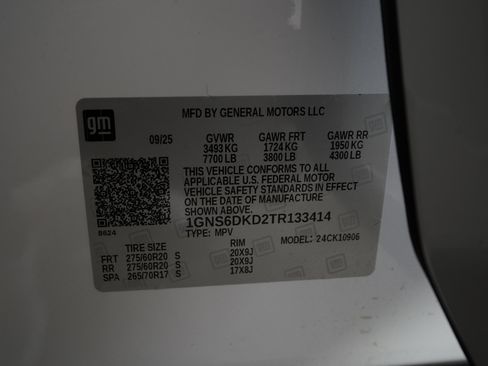 gm
MFD BY GENERAL MOTORS LLC
09/25 GVWR GAWR FRT GAWR RR
3493 KG 1724 KG 1950 KG
7700 LB 3800 LB 4300 LB
THIS VEHICLE CONFORMS TO ALL
APPLICABLE U.S. FEDERAL MOTOR
VEHICLE SAFETY STANDARDS IN EFFECT
ON THE DATE OF MANUFACTURE
SHOWN ABOVE.
8624 1GNS6DKD2TR133414
TYPE: MPV MODEL: 24CK10906
TIRE SIZE RIM
FRT 275/60R20 S 20X9J
RR 275/60R20 S 20X9J
SPA 265/70R17 S 17X8J